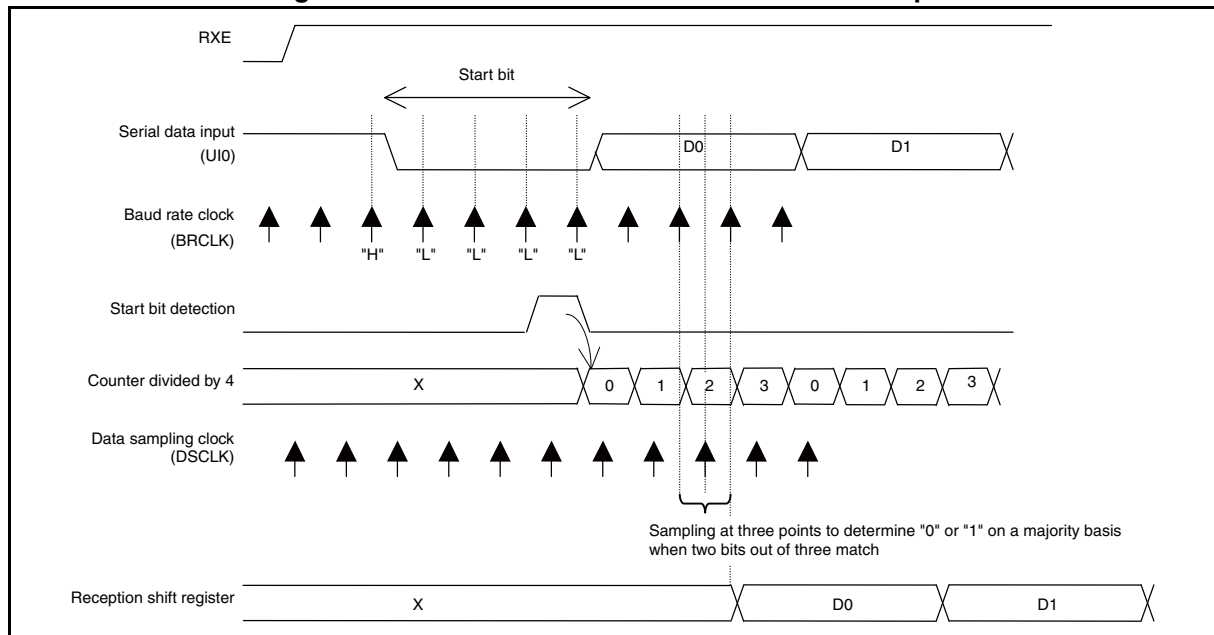 RXE
Start bit
Serial data input
(UI0)
D0
D1
Baud rate clock
(BRCLK)
"H" "L" "L" "L" "L"
Start bit detection
Counter divided by 4
X 0 1 2 3 0 1 2 3
Data sampling clock
(DSCLK)
Sampling at three points to determine "0" or "1" on a majority basis
when two bits out of three match
Reception shift register
X D0 D1